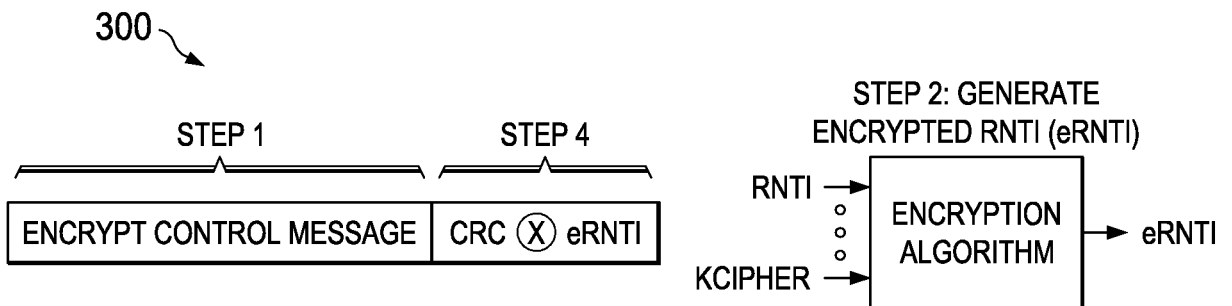 300
STEP 1
STEP 4
ENCRYPT CONTROL MESSAGE
CRC Ⓧ eRNTI
STEP 2: GENERATE
ENCRYPTED RNTI (eRNTI)
RNTI
KCIPHER
ENCRYPTION
ALGORITHM
eRNTI